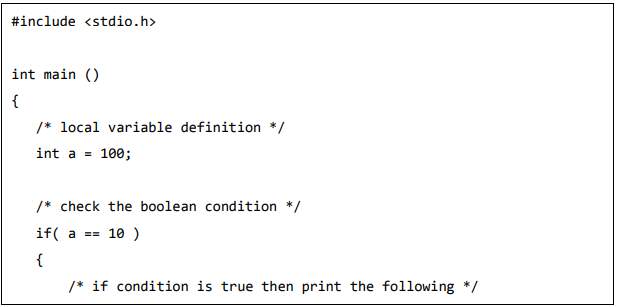 #include <stdio.h>
int main ()
{
/* local variable definition */
int a = 100;
/* check the boolean condition */
if( a == 10 )
{
/* if condition is true then print the following */